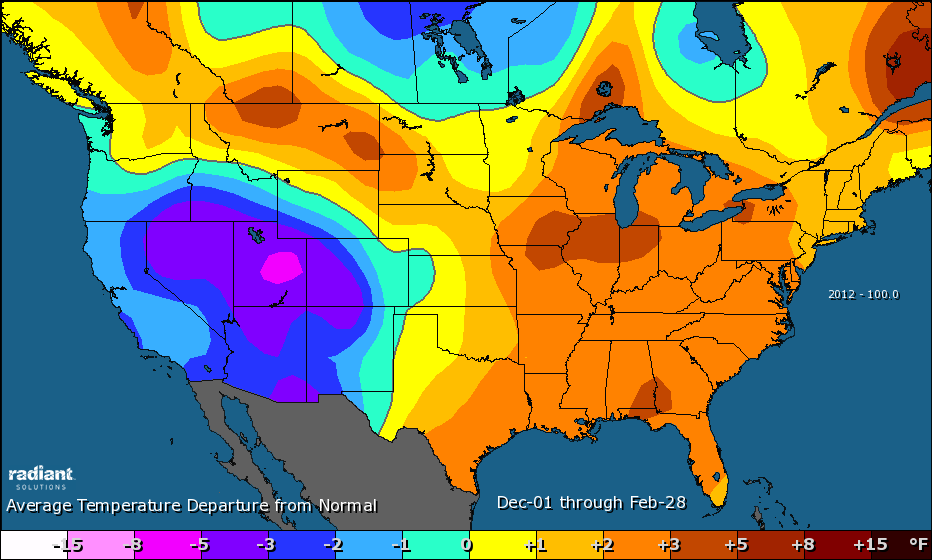 2012 - 100.0
radiant
SOLUTIONS
Average Temperature Departure from Normal
Dec-01 through Feb-28
-15 -8 -5 -3 -2 -1 0 +1 +2 +3 +5 +8 +15 °F